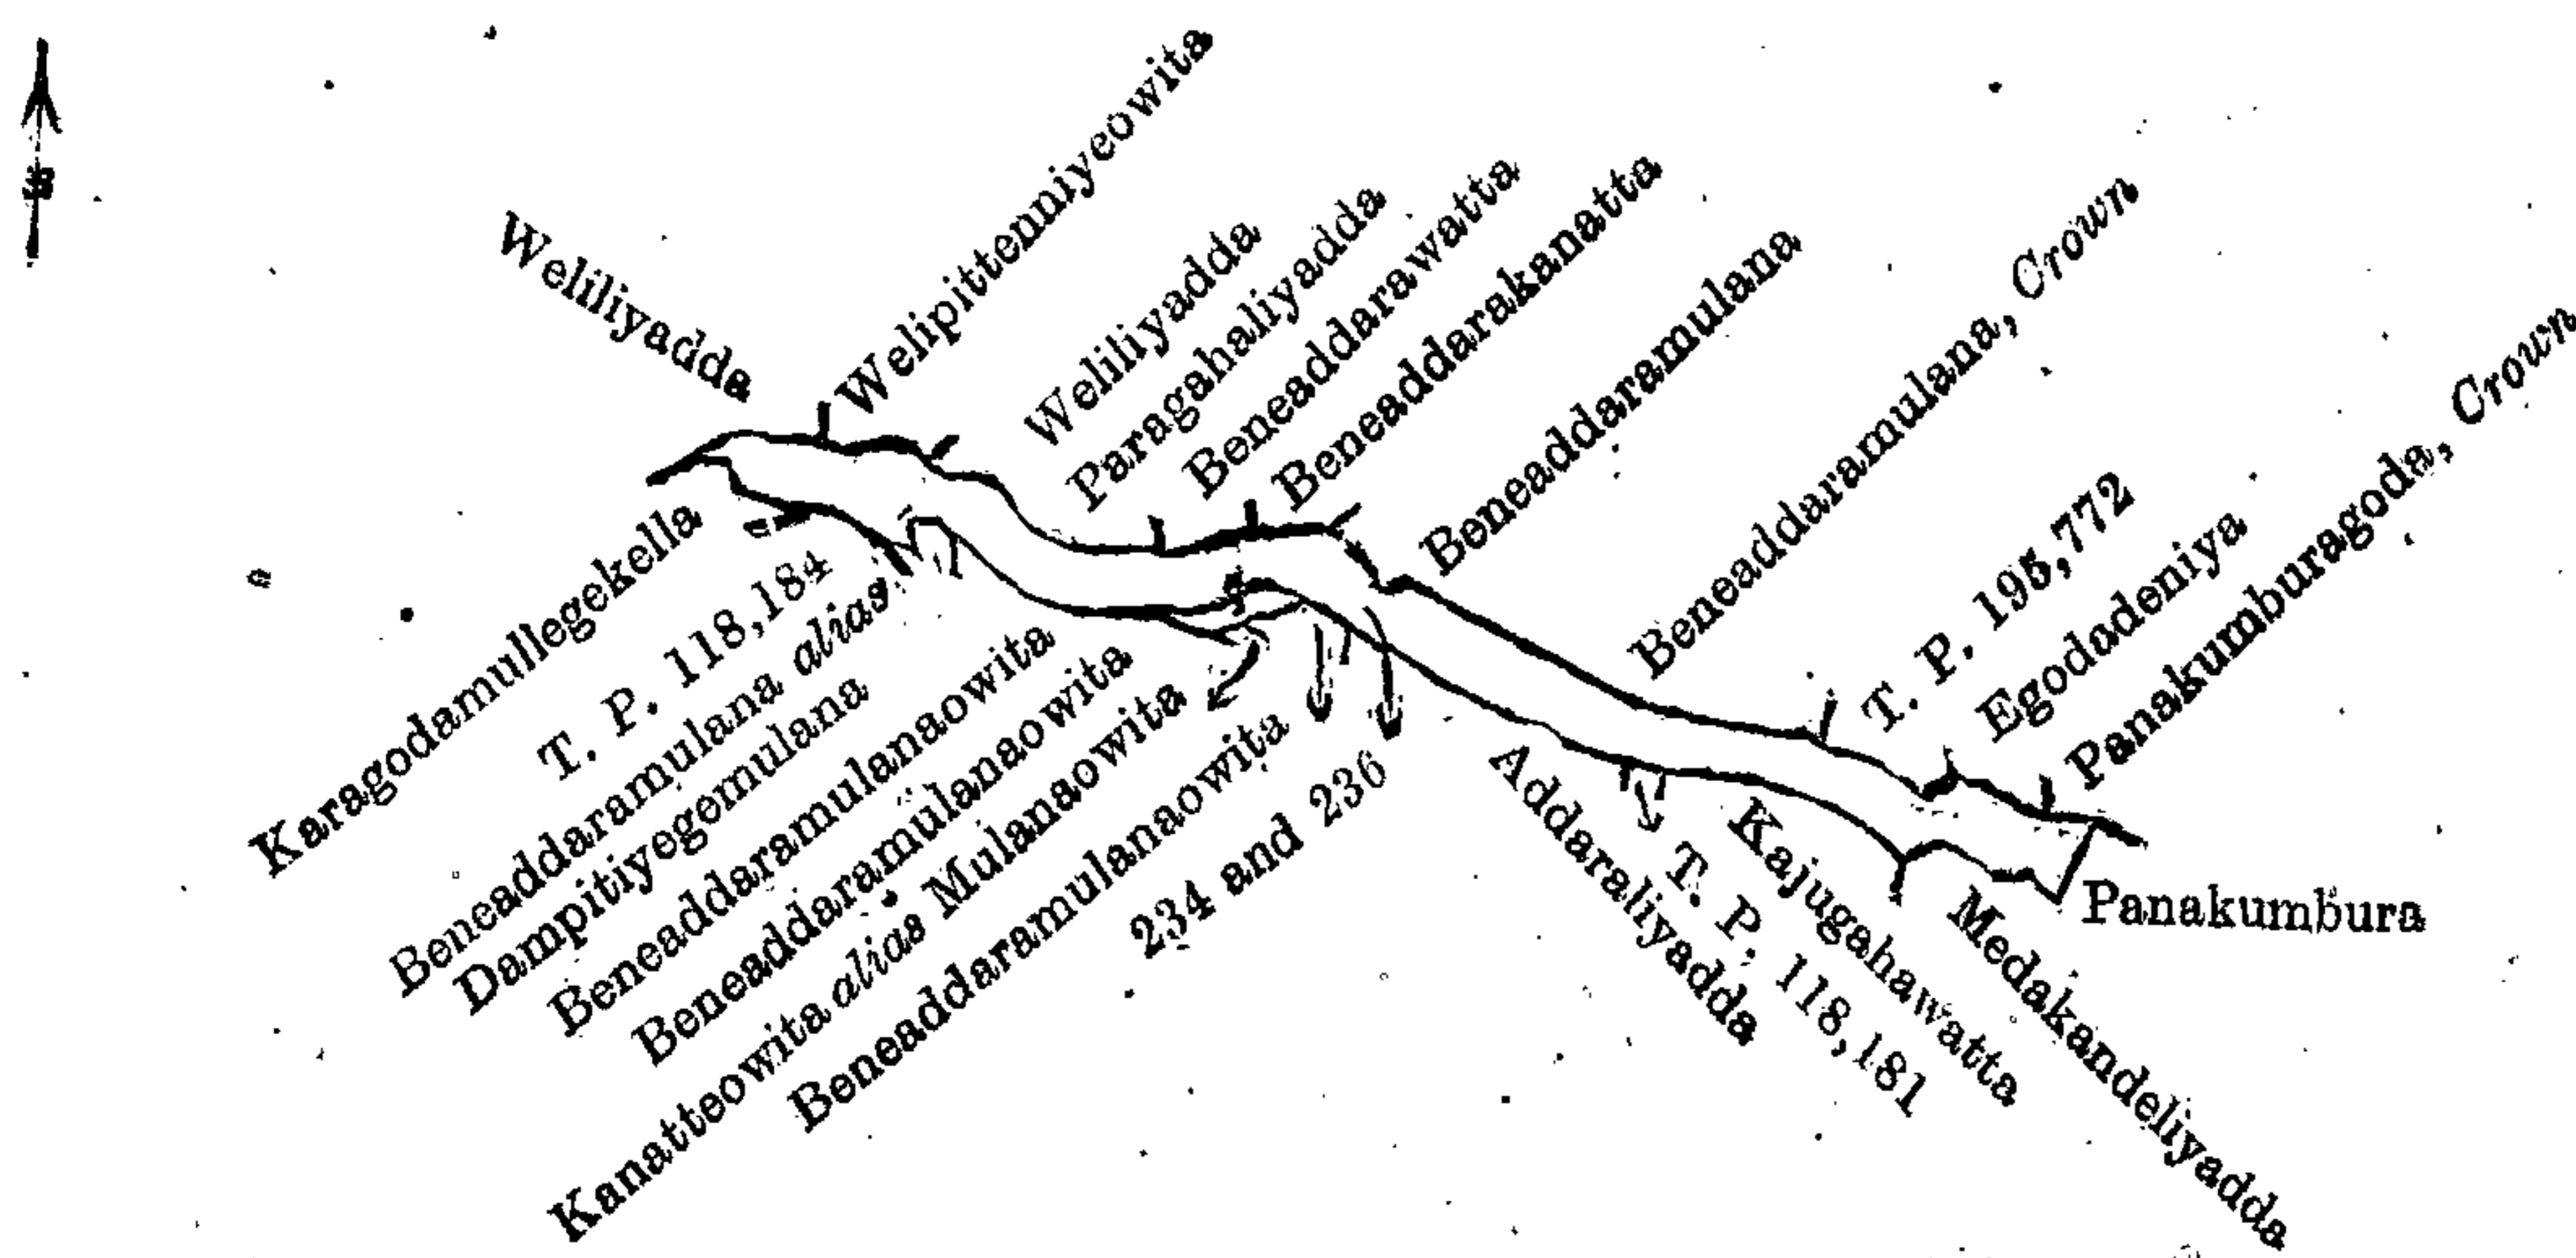 Weliliyadda
Welipittenniyeowita
Weliliyadda
Paragahaliyadda
Beneaddarawatta
Beneaddarakanatta
Beneaddaramulana
Beneaddaramulana, Crown
T. P. 195,772
Egodadeniya
Panakumburagoda, Crown
Panakumbura
Karagodamullegekella
T. P. 118,184
Beneaddaramulana alias
Dampitiyegemulana
Beneaddaramulanaowita
Beneaddaramulanaowita
Kanatteowita alias Mulanaowita
Beneaddaramulanaowita
234 and 236
Addaraliyadda
T. P. 118,181
Kajugahawatta
Medakandeliyadda